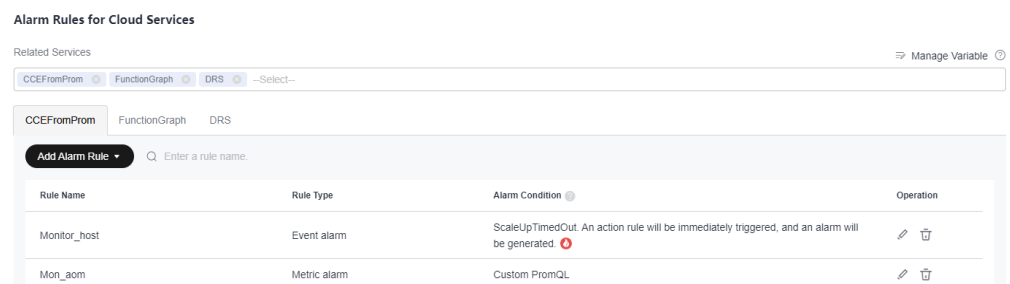 Alarm Rules for Cloud Services
Related Services
Manage Variable
CCEFromProm FunctionGraph DRS --Select--
CCEFromProm FunctionGraph DRS
Add Alarm Rule Enter a rule name.
Rule Name Rule Type Alarm Condition Operation
Monitor_host Event alarm ScaleUpTimedOut. An action rule will be immediately triggered, and an alarm will
be generated.
Mon_aom Metric alarm Custom PromQL